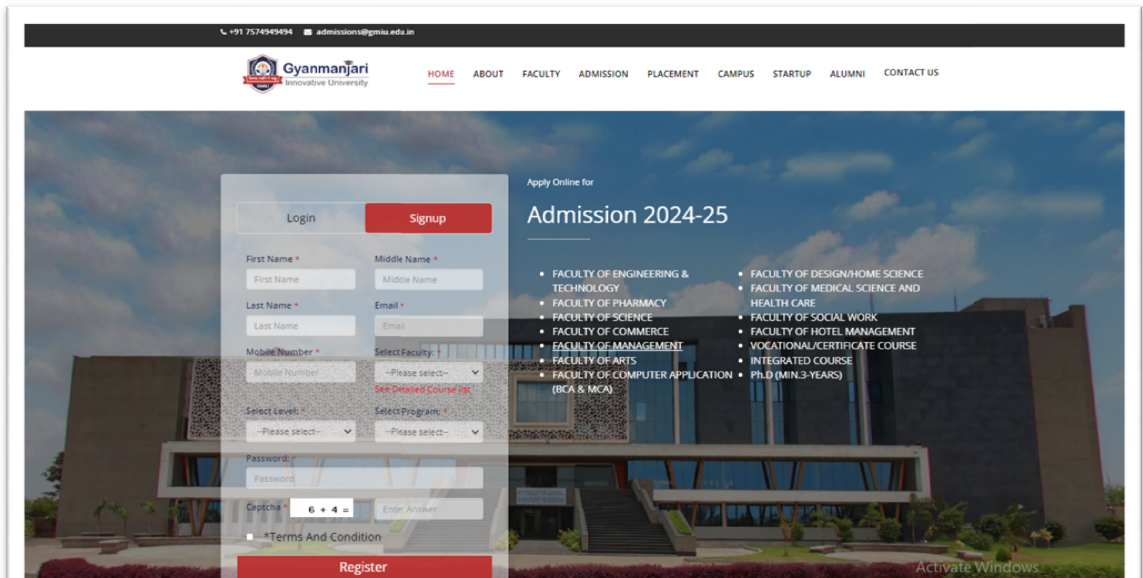 +91 7574949494 admissions@gmiu.edu.in
Gyanmanjari
Innovative University
HOME ABOUT FACULTY ADMISSION PLACEMENT CAMPUS STARTUP ALUMNI CONTACT US
Login Signup
First Name * Middle Name *
First Name Middle Name
Last Name * Email *
Last Name Email
Mobile Number * Select Faculty: *
Mobile Number --Please select--
See Detailed Course list
Select Level: * Select Program: *
--Please select-- --Please select--
Password: *
Password
Captcha * 6 + 4 = Enter Answer
*Terms And Condition
Register
Apply Online for
Admission 2024-25
• FACULTY OF ENGINEERING &
TECHNOLOGY
• FACULTY OF PHARMACY
• FACULTY OF SCIENCE
• FACULTY OF COMMERCE
• FACULTY OF MANAGEMENT
• FACULTY OF ARTS
• FACULTY OF COMPUTER APPLICATION
(BCA & MCA)
• FACULTY OF DESIGN/HOME SCIENCE
• FACULTY OF MEDICAL SCIENCE AND
HEALTH CARE
• FACULTY OF SOCIAL WORK
• FACULTY OF HOTEL MANAGEMENT
• VOCATIONAL/CERTIFICATE COURSE
• INTEGRATED COURSE
• Ph.D (MIN.3-YEARS)
Activate Windows